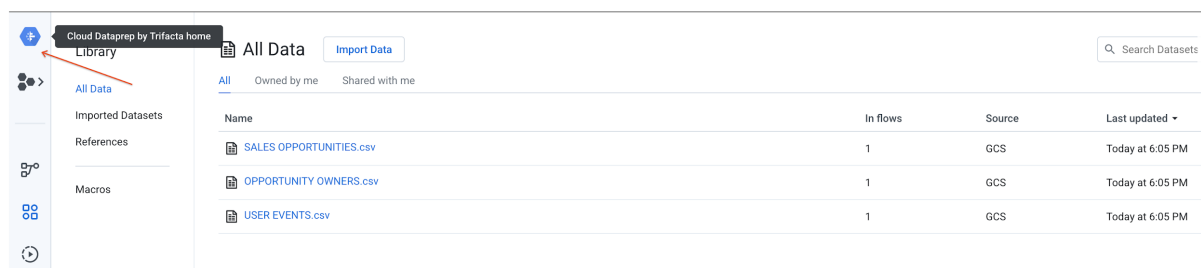 Cloud Dataprep by Trifacta home
Library
All Data
Imported Datasets
References
Macros
All Data
Import Data
Search Datasets
All Owned by me Shared with me
Name In flows Source Last updated
SALES OPPORTUNITIES.csv 1 GCS Today at 6:05 PM
OPPORTUNITY OWNERS.csv 1 GCS Today at 6:05 PM
USER EVENTS.csv 1 GCS Today at 6:05 PM